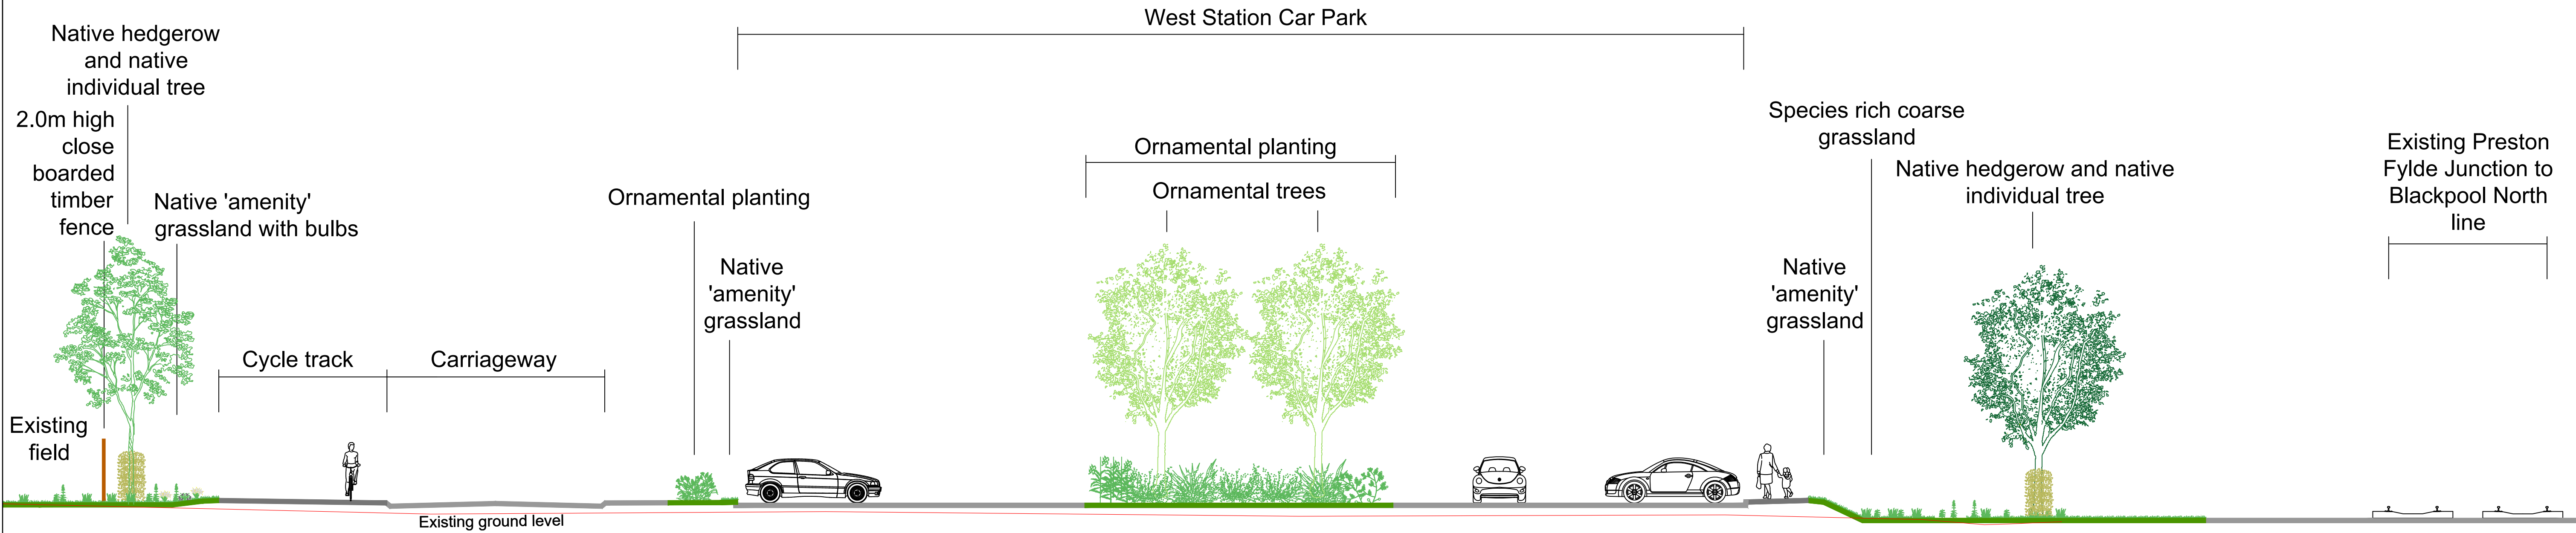 West Station Car Park
Native hedgerow
and native
individual tree
2.0m high
close
boarded
timber
fence
Native 'amenity'
grassland with bulbs
Existing
field
Cycle track
Carriageway
Existing ground level
Ornamental planting
Native
'amenity'
grassland
Ornamental planting
Ornamental trees
Species rich coarse
grassland
Native
'amenity'
grassland
Native hedgerow and native
individual tree
Existing Preston
Fylde Junction to
Blackpool North
line